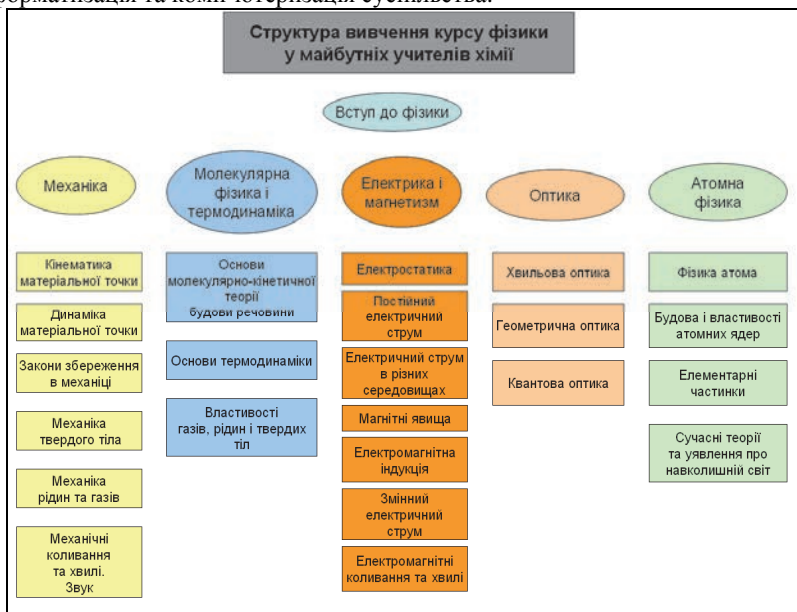 Структура вивчення курсу фізики
у майбутніх учителів хімії
Вступ до фізики
Механіка
Молекулярна
фізика і
термодинаміка
Електрика і
магнетизм
Оптика
Атомна
фізика
Кінематика
матеріальної точки
Динаміка
матеріальної точки
Закони збереження
в механіці
Механіка
твердого тіла
Механіка
рідин та газів
Механічні
коливання
та хвилі.
Звук
Основи
молекулярно-кінетичної
теорії
будови речовини
Основи термодинаміки
Властивості
газів, рідин і твердих
тіл
Електростатика
Постійний
електричний
струм
Електричний струм
в різних
середовищах
Магнітні явища
Електромагнітна
індукція
Змінний
електричний
струм
Електромагнітні
коливання та хвилі
Хвильова оптика
Геометрична оптика
Квантова оптика
Фізика атома
Будова і властивості
атомних ядер
Елементарні
частинки
Сучасні теорії
та уявлення про
навколишній світ